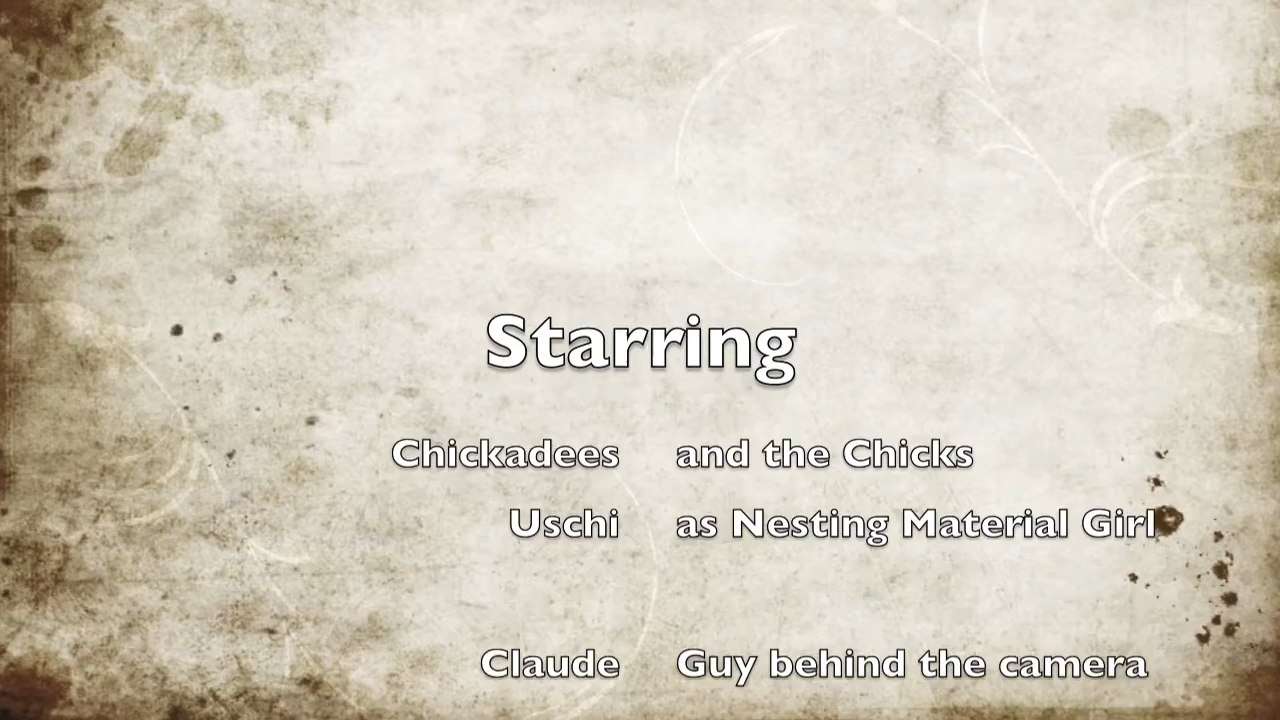 Starring
Chickadees and the Chicks
Uschi as Nesting Material Girl
Claude Guy behind the camera